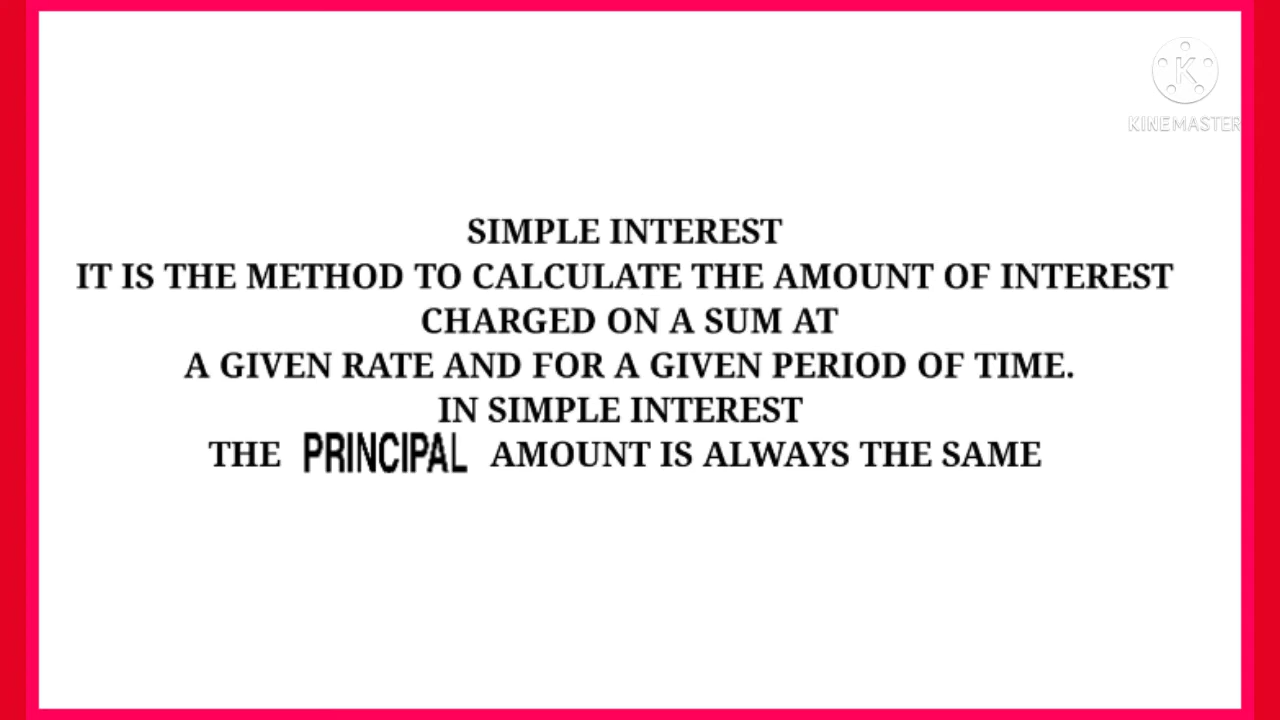 KINEMASTER
SIMPLE INTEREST
IT IS THE METHOD TO CALCULATE THE AMOUNT OF INTEREST
CHARGED ON A SUM AT
A GIVEN RATE AND FOR A GIVEN PERIOD OF TIME.
IN SIMPLE INTEREST
THE PRINCIPAL AMOUNT IS ALWAYS THE SAME